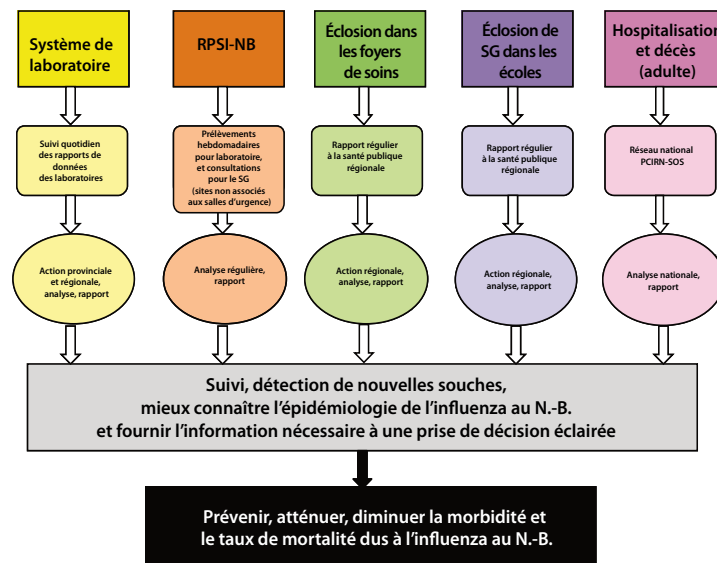 Système de
laboratoire
RPSI-NB
Éclosion dans
les foyers
de soins
Éclosion de
SG dans les
écoles
Hospitalisation
et décès
(adulte)
Suivi quotidien
des rapports de
données
des laboratoires
Prélèvements
hebdomadaires
pour laboratoire,
et consultations
pour le SG
(sites non associés
aux salles d'urgence)
Rapport régulier
à la santé publique
régionale
Rapport régulier
à la santé publique
régionale
Réseau national
PCIRN-SOS
Action provinciale
et régionale,
analyse, rapport
Analyse régulière,
rapport
Action régionale,
analyse, rapport
Action régionale,
analyse, rapport
Analyse nationale,
rapport
Suivi, détection de nouvelles souches,
mieux connaître l'épidémiologie de l'influenza au N.-B.
et fournir l'information nécessaire à une prise de décision éclairée
Prévenir, atténuer, diminuer la morbidité et
le taux de mortalité dus à l'influenza au N.-B.